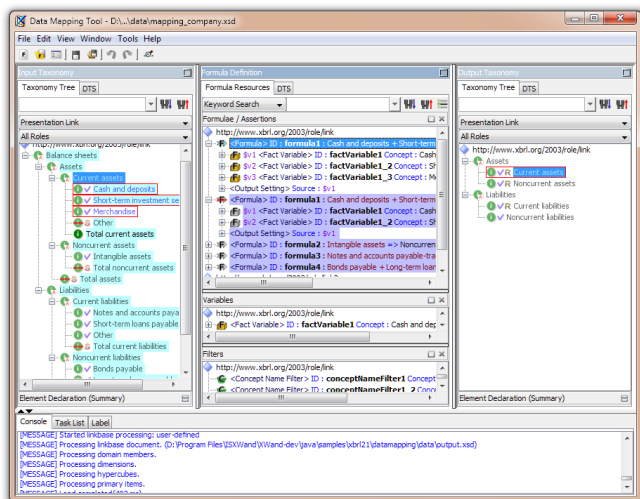 Data Mapping Tool - D:\..\data\mapping_company.xsd
File Edit View Window Tools Help
Input Taxonomy
Taxonomy Tree DTS
Presentation Link
All Roles
http://www.xbrl.org/2003/role/link
Balance sheets
Assets
Current assets
Cash and deposits
Short-term investment se
Merchandise
Other
Total current assets
Noncurrent assets
Intangible assets
Total noncurrent assets
Total assets
Liabilities
Current liabilities
Notes and accounts paya
Short-term loans payable
Other
Total current liabilities
Noncurrent liabilities
Bonds payable
Element Declaration (Summary)
Formula Definition
Formula Resources DTS
Keyword Search
Formulae / Assertions
http://www.xbrl.org/2003/role/link
<Formula> ID : formula1 : Cash and deposits + Short-term
$v1 <Fact Variable> ID : factVariable1 Concept : Cash
$v2 <Fact Variable> ID : factVariable1_2 Concept : Sh
$v3 <Fact Variable> ID : factVariable1_3 Concept : M
<Output Setting> Source : $v1
<Formula> ID : formula1 : Cash and deposits + Short-term
$v1 <Fact Variable> ID : factVariable1 Concept : Cash
$v2 <Fact Variable> ID : factVariable1_2 Concept : Sh
<Output Setting> Source : $v1
<Formula> ID : formula2 : Intangible assets => Noncurren
<Formula> ID : formula3 : Notes and accounts payable-tra
<Formula> ID : formula4 : Bonds payable + Long-term loan
Variables
http://www.xbrl.org/2003/role/link
<Fact Variable> ID : factVariable1 Concept : Cash and dep
Filters
http://www.xbrl.org/2003/role/link
<Concept Name Filter> ID : conceptNameFilter1 Concept
<Concept Name Filter> ID : conceptNameFilter1_2 Conc
Output Taxonomy
Taxonomy Tree DTS
Presentation Link
All Roles
http://www.xbrl.org/2003/role/link
Assets
R Current assets
R Noncurrent assets
Liabilities
R Current liabilities
Noncurrent liabilities
Element Declaration (Summary)
Console Task List Label
[MESSAGE] Started linkbase processing: user-defined
[MESSAGE] Processing linkbase document. (D:\Program Files\ISXWand\XWand-dev\java\samples\xbrl21\datamapping\data\output.xsd)
[MESSAGE] Processing domain members.
[MESSAGE] Processing dimensions.
[MESSAGE] Processing hypercubes.
[MESSAGE] Processing primary items.